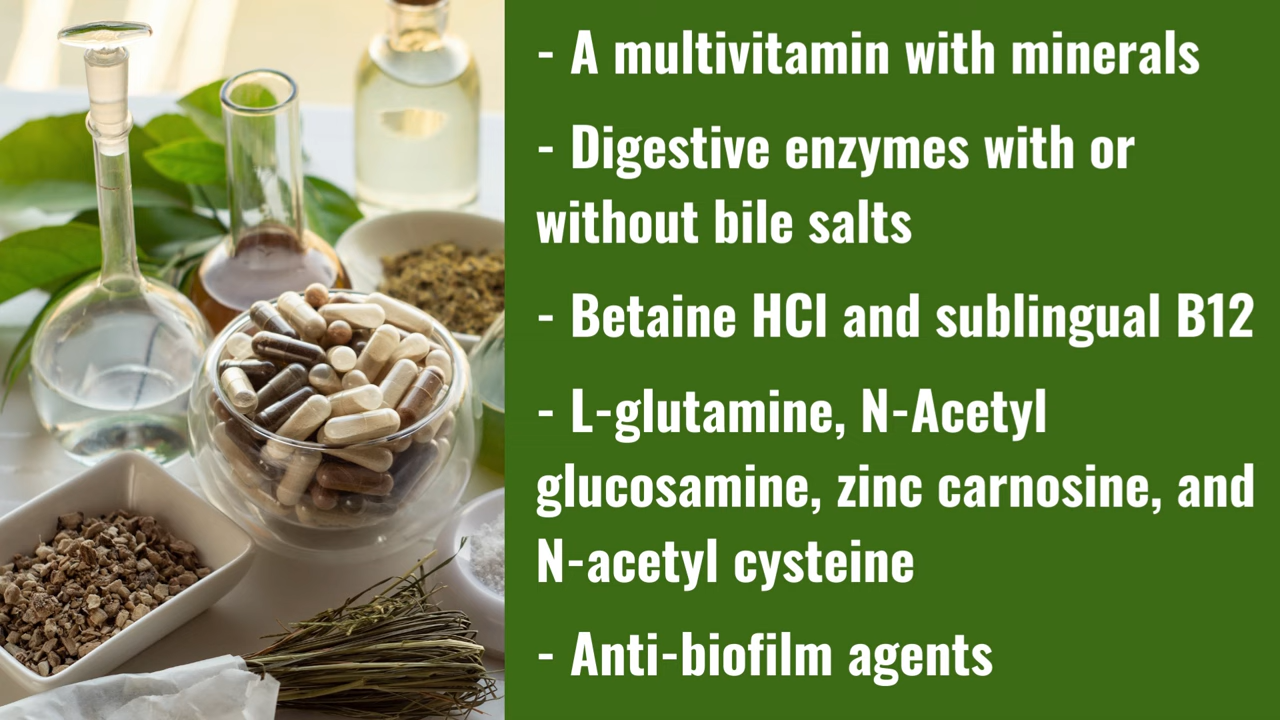 - A multivitamin with minerals
- Digestive enzymes with or
without bile salts
- Betaine HCl and sublingual B12
- L-glutamine, N-Acetyl
glucosamine, zinc carnosine, and
N-acetyl cysteine
- Anti-biofilm agents